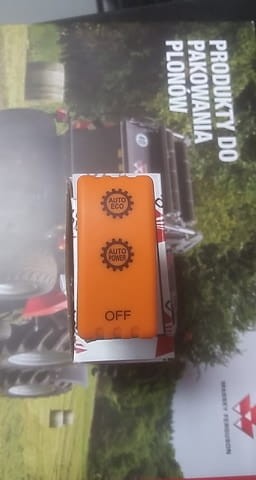 PRODUKTY DO
PAKOWANIA
PLONÓW
AUTO
ECO
AUTO
POWER
OFF
MASSEY FERGUSON